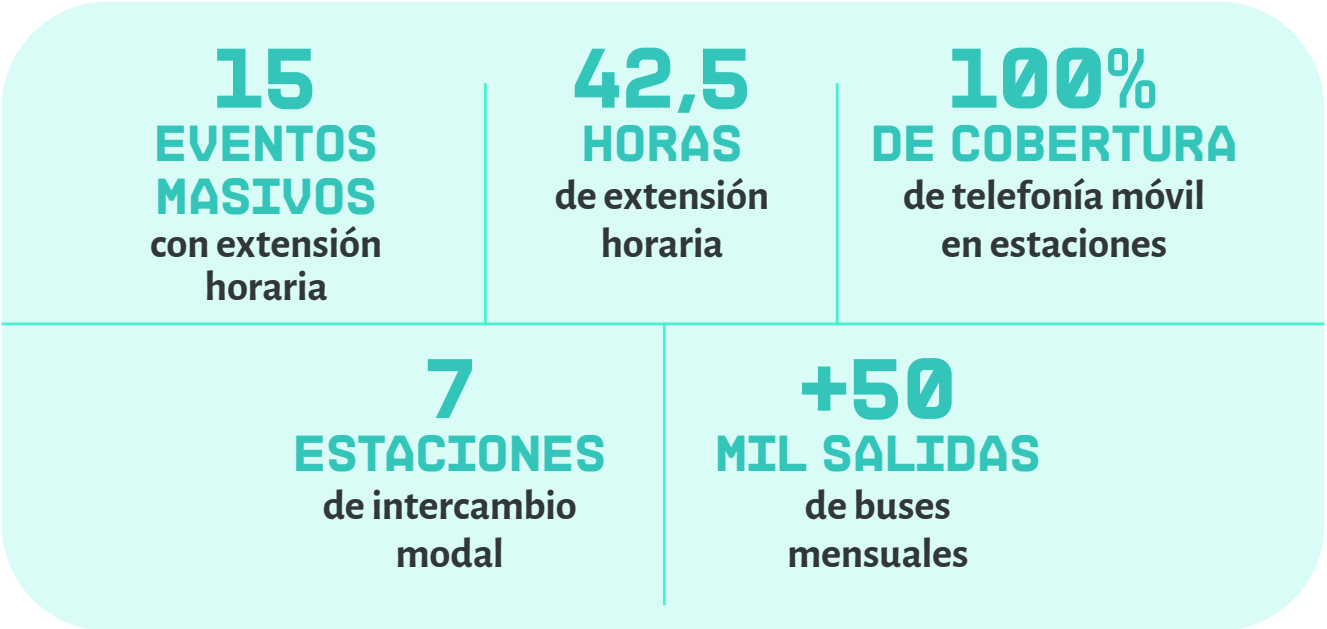 15
EVENTOS
MASIVOS
con extensión
horaria
42,5
HORAS
de extensión
horaria
100%
DE COBERTURA
de telefonía móvil
en estaciones
7
ESTACIONES
de intercambio
modal
+50
MIL SALIDAS
de buses
mensuales